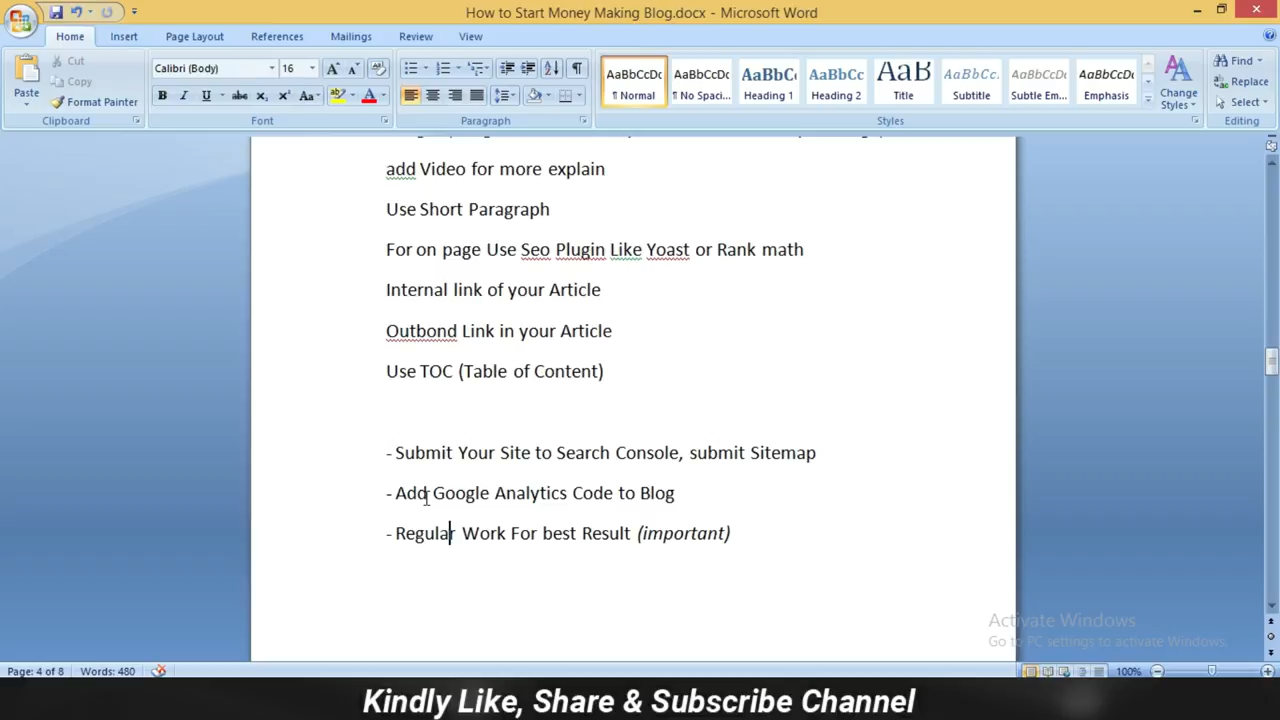 How to Start Money Making Blog.docx - Microsoft Word
Home Insert Page Layout References Mailings Review View
Paste
Cut
Copy
Format Painter
Clipboard
Calibri (Body) 16
B I U abc x₂ x² Aa ab A
Font
Paragraph
AaBbCcDc AaBbCcDc AaBbC AaBbCc AaB AaBbCc. AaBbCcDc AaBbCcDc
¶ Normal ¶ No Spaci... Heading 1 Heading 2 Title Subtitle Subtle Em... Emphasis
Change Styles
Styles
Find
Replace
Select
Editing
add Video for more explain
Use Short Paragraph
For on page Use Seo Plugin Like Yoast or Rank math
Internal link of your Article
Outbond Link in your Article
Use TOC (Table of Content)
- Submit Your Site to Search Console, submit Sitemap
- Add Google Analytics Code to Blog
- Regular Work For best Result (important)
Activate Windows
Go to PC settings to activate Windows.
Page: 4 of 8 Words: 480 100%
Kindly Like, Share & Subscribe Channel